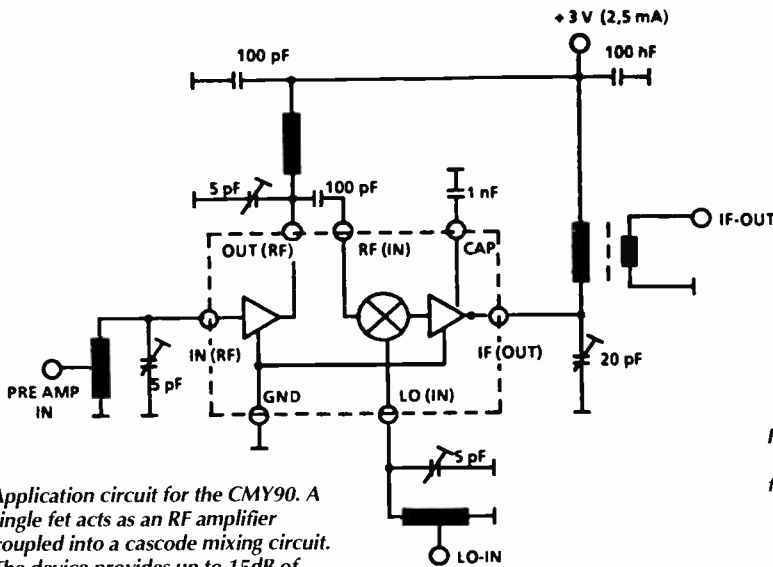 + 3 V (2,5 mA)
100 pF
100 hF
5 pF
100 pF
1 nF
IF-OUT
OUT (RF)
RF (IN)
CAP
IN (RF)
IF (OUT)
20 pF
PRE AMP
IN
5 pF
GND
LO (IN)
5 pF
LO-IN
Application circuit for the CMY90. A
single fet acts as an RF amplifier
coupled into a cascode mixing circuit.
The device provides up to 15dB of